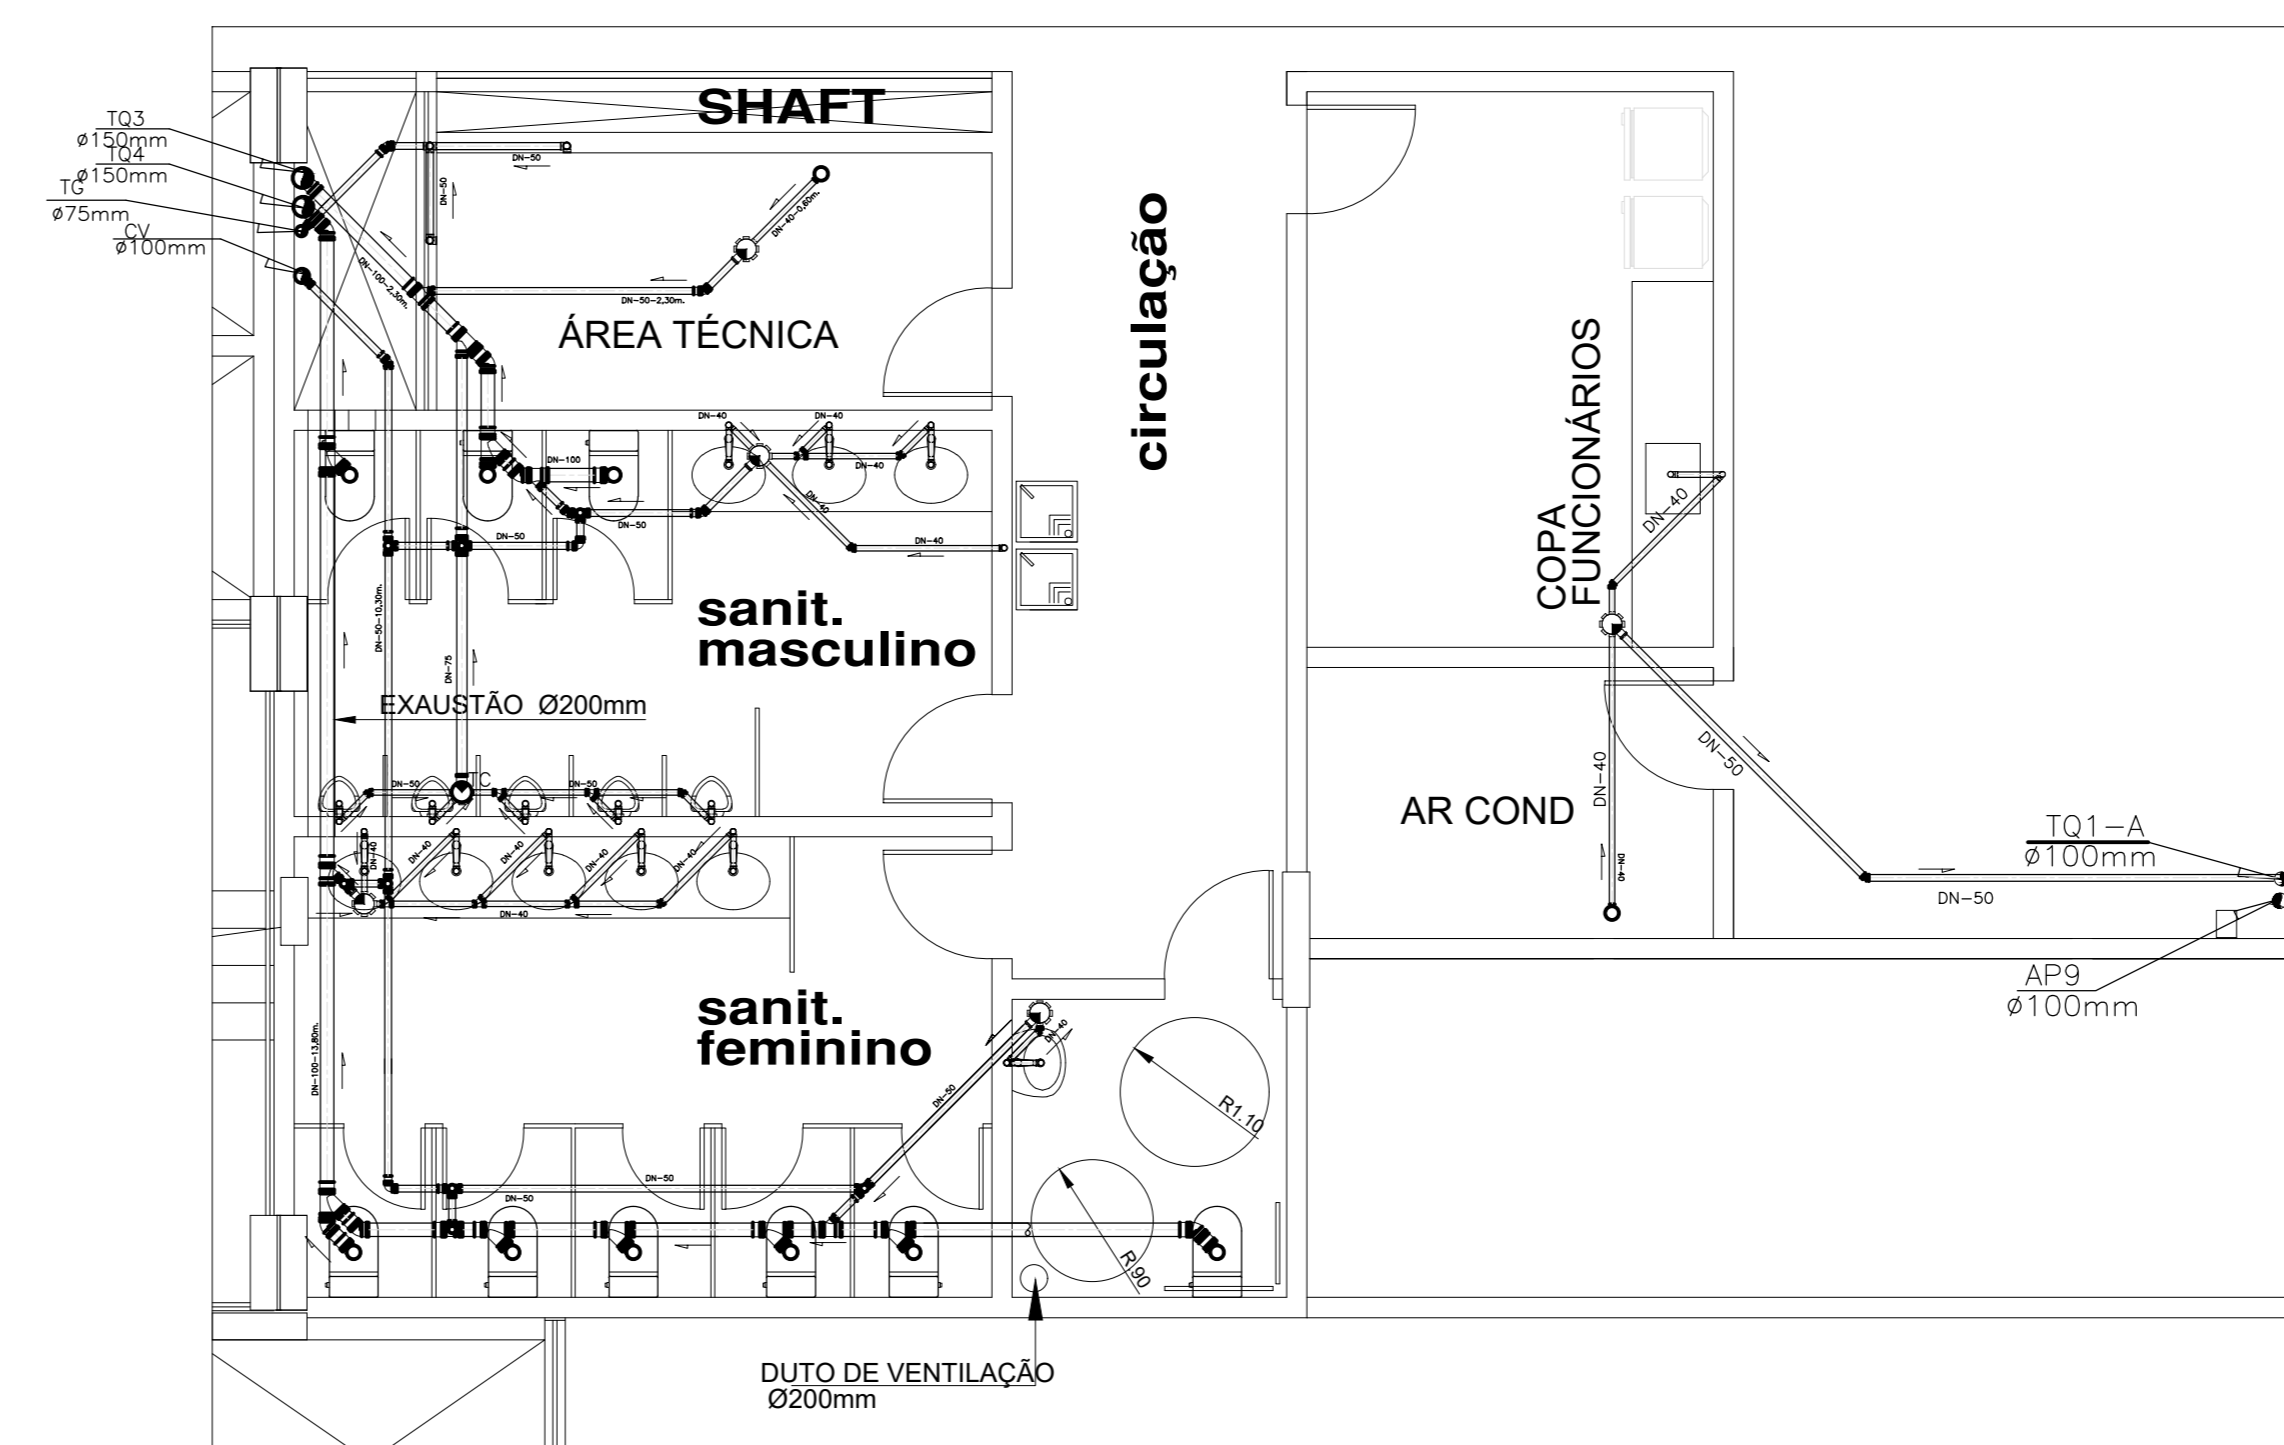 SHAFT
TQ3
ø150mm
TQ4
ø150mm
TG
ø75mm
CV
ø100mm
DN-50
DN-50
DN-40-0,60m.
DN-100-2,30m.
DN-50-2,30m.
ÁREA TÉCNICA
circulação
COPA
FUNCIONÁRIOS
DN-40
DN-40
DN-100
DN-40
DN-40
DN-50
DN-50
DN-40
DN-40
DN-50-10,30m.
sanit.
masculino
DN-75
EXAUSTÃO Ø200mm
DN-50
TC
DN-50
DN-40
DN-40
DN-40
DN-40
DN-40
DN-40
DN-50
DN-40
AR COND
DN-40
DN-50
TQ1-A
ø100mm
AP9
ø100mm
sanit.
feminino
DN-100-13,80m.
DN-40
DN-50
R1.10
R.90
DN-50
DN-50
DUTO DE VENTILAÇÃO
Ø200mm